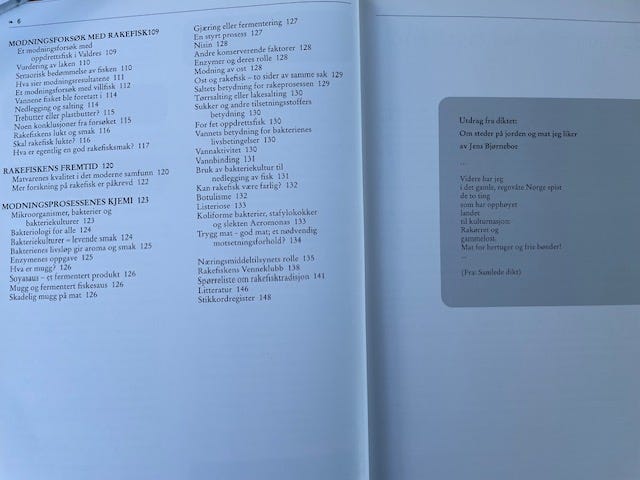 ❧ 6
MODNINGSFORSØK MED RAKEFISK109
Et modningsforsøk med
oppdrettsfisk i Valdres 109
Vurdering av laken 110
Sensorisk bedømmelse av fisken 110
Hva sier modningsresultatene 111
Et modningsforsøk med villfisk 112
Vannene fisket ble foretatt i 114
Nedlegging og salting 114
Trebutter eller plastbutter? 115
Noen konklusjoner fra forsøket 115
Rakefiskens lukt og smak 116
Skal rakefisk lukte? 116
Hva er egentlig en god rakefisksmak? 117
RAKEFISKENS FREMTID 120
Matvarenes kvalitet i det moderne samfunn 120
Mer forskning på rakefisk er påkrevd 122
MODNINGSPROSESSENES KJEMI 123
Mikroorganismer, bakterier og
bakteriekulturer 123
Bakteriologi for alle 124
Bakteriekulturer – levende smak 124
Bakterienes livsløp gir aroma og smak 125
Enzymenes oppgave 125
Hva er mugg? 126
Soyasaus – et fermentert produkt 126
Mugg og fermentert fiskesaus 126
Skadelig mugg på mat 126
Gjæring eller fermentering 127
En styrt prosess 127
Nisin 128
Andre konserverende faktorer 128
Enzymer og deres rolle 128
Modning av ost 128
Ost og rakefisk – to sider av samme sak 129
Saltets betydning for rakeprosessen 129
Tørrsalting eller lakesalting 130
Sukker og andre tilsetningsstoffers
betydning 130
For fet oppdrettsfisk 130
Vannets betydning for bakterienes
livsbetingelser 130
Vannaktivitet 130
Vannbinding 131
Bruk av bakteriekultur til
nedlegging av fisk 131
Kan rakefisk være farlig? 132
Botulisme 132
Listeriose 133
Koliforme bakterier, stafylokokker
og slekten Aeromonas 133
Trygg mat - god mat; et nødvendig
motsetningsforhold? 134
Næringsmiddeltilsynets rolle 135
Rakefiskens Venneklubb 138
Spørreliste om rakefisktradisjon 141
Litteratur 146
Stikkordregister 148
Utdrag fra diktet:
Om steder på jorden og mat jeg liker
av Jens Bjørneboe
...
Videre har jeg
i det gamle, regnvåte Norge spist
de to ting
som har opphøyet
landet
til kulturnasjon:
Rakørret og
gammelost.
Mat for hertuger og frie bønder!
...
(Fra: Samlede dikt)